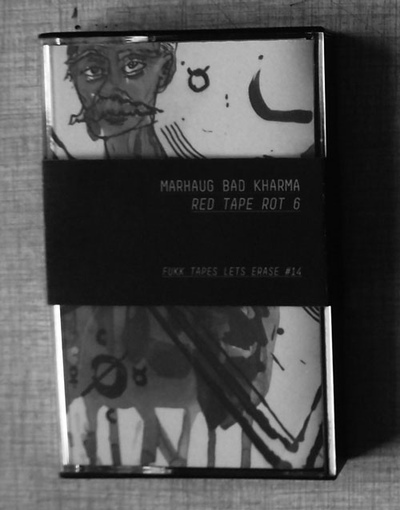 MARHAUG BAD KHARMA
RED TAPE ROT 6
FUKK TAPES LETS ERASE #14